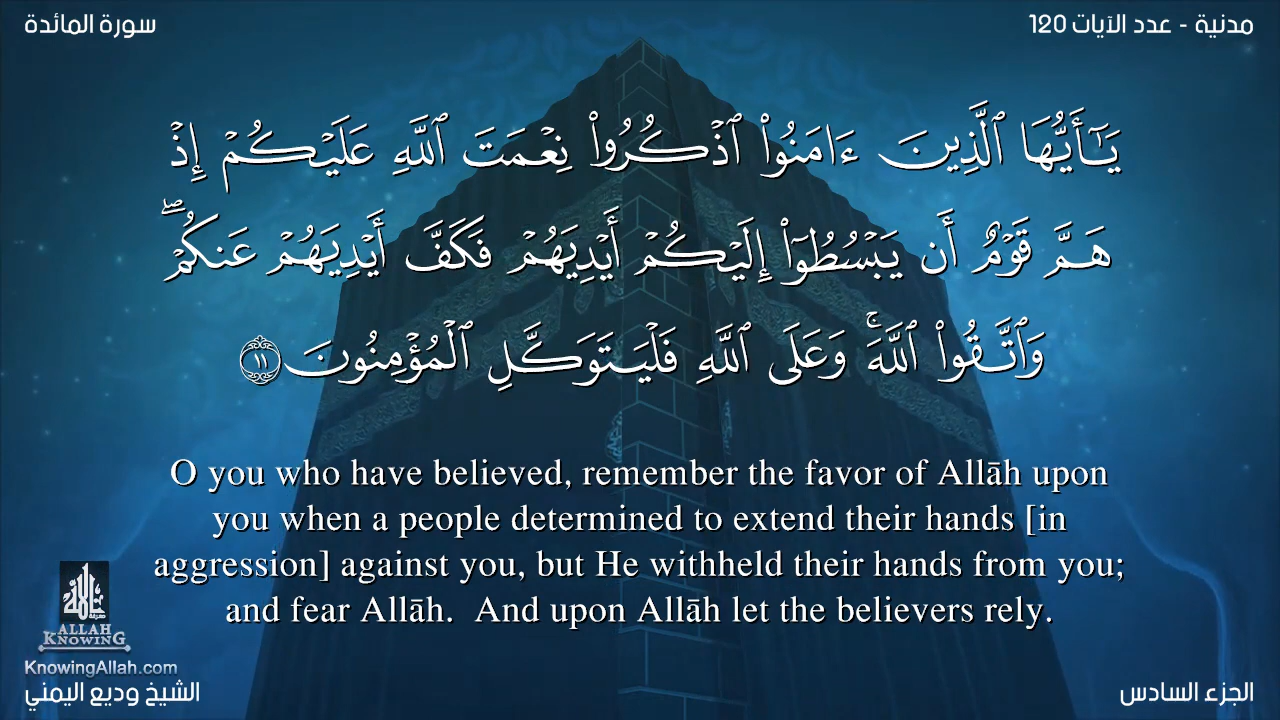 مدنية - عدد الآيات 120
سورة المائدة
يَـٰٓأَيُّهَا ٱلَّذِينَ ءَامَنُوا۟ ٱذْكُرُوا۟ نِعْمَتَ ٱللَّهِ عَلَيْكُمْ إِذْ
هَمَّ قَوْمٌ أَن يَبْسُطُوٓا۟ إِلَيْكُمْ أَيْدِيَهُمْ فَكَفَّ أَيْدِيَهُمْ عَنكُمْ ۖ
وَٱتَّقُوا۟ ٱللَّهَ ۚ وَعَلَى ٱللَّهِ فَلْيَتَوَكَّلِ ٱلْمُؤْمِنُونَ ١١
O you who have believed, remember the favor of Allāh upon
you when a people determined to extend their hands [in
aggression] against you, but He withheld their hands from you;
and fear Allāh.  And upon Allāh let the believers rely.
ALLAH
KNOWING
KnowingAllah.com
الشيخ وديع اليمني
الجزء السادس